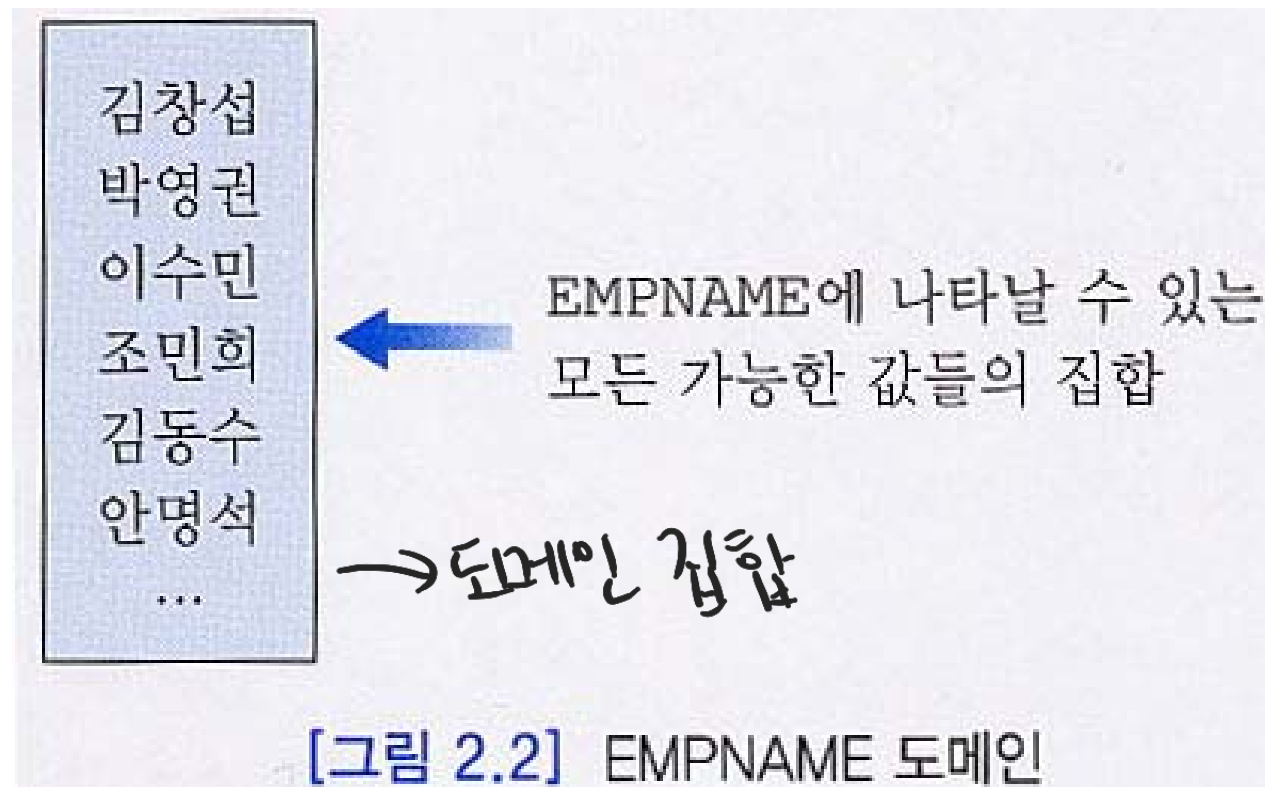 김창섭
박영권
이수민
조민희
김동수
안명석
...
EMPNAME에 나타날 수 있는
모든 가능한 값들의 집합
→도메인 집합
[그림 2.2] EMPNAME 도메인